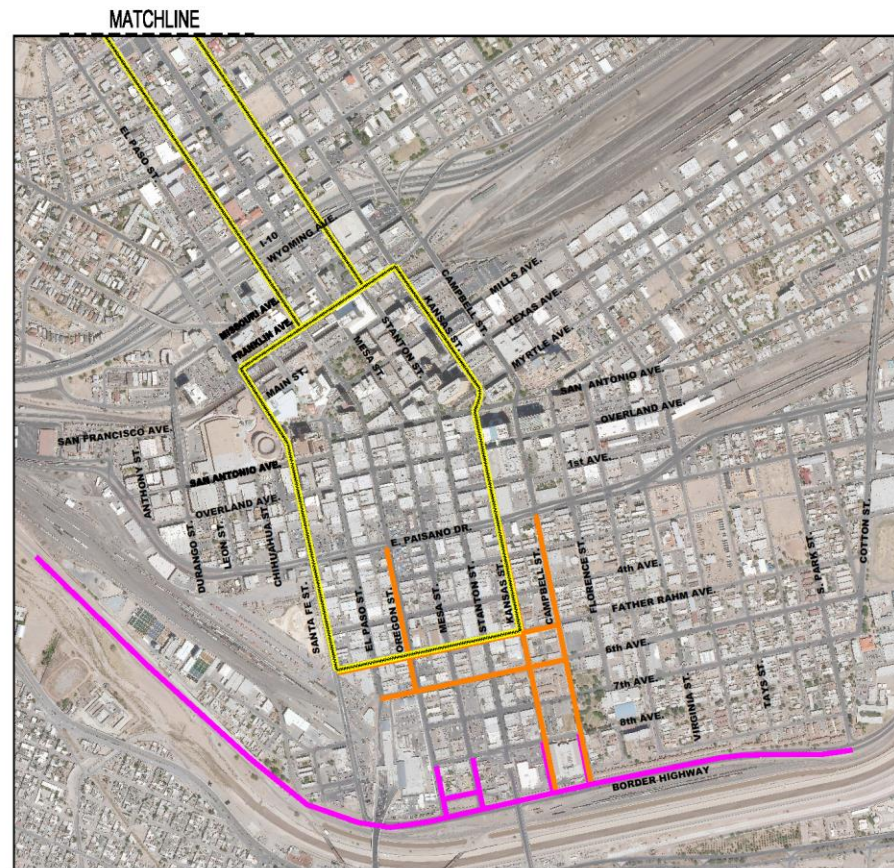 MATCHLINE
EL PASO ST.
I-10
WYOMING AVE.
MISSOURI AVE.
FRANKLIN AVE.
MAIN ST.
MESA ST.
STANTON ST.
KANSAS ST.
CAMPBELL ST.
MILLS AVE.
TEXAS AVE.
MYRTLE AVE.
SAN ANTONIO AVE.
OVERLAND AVE.
1st AVE.
SAN FRANCISCO AVE.
ANTHONY ST.
SAN ANTONIO AVE.
OVERLAND AVE.
DURANGO ST.
LEON ST.
CHIHUAHUA ST.
E. PAISANO DR.
SANTA FE ST.
EL PASO ST.
OREGON ST.
MESA ST.
STANTON ST.
KANSAS ST.
CAMPBELL ST.
FLORENCE ST.
4th AVE.
FATHER RAHM AVE.
6th AVE.
7th AVE.
8th AVE.
VIRGINIA ST.
TAYS ST.
S. PARK ST.
COTTON ST.
BORDER HIGHWAY